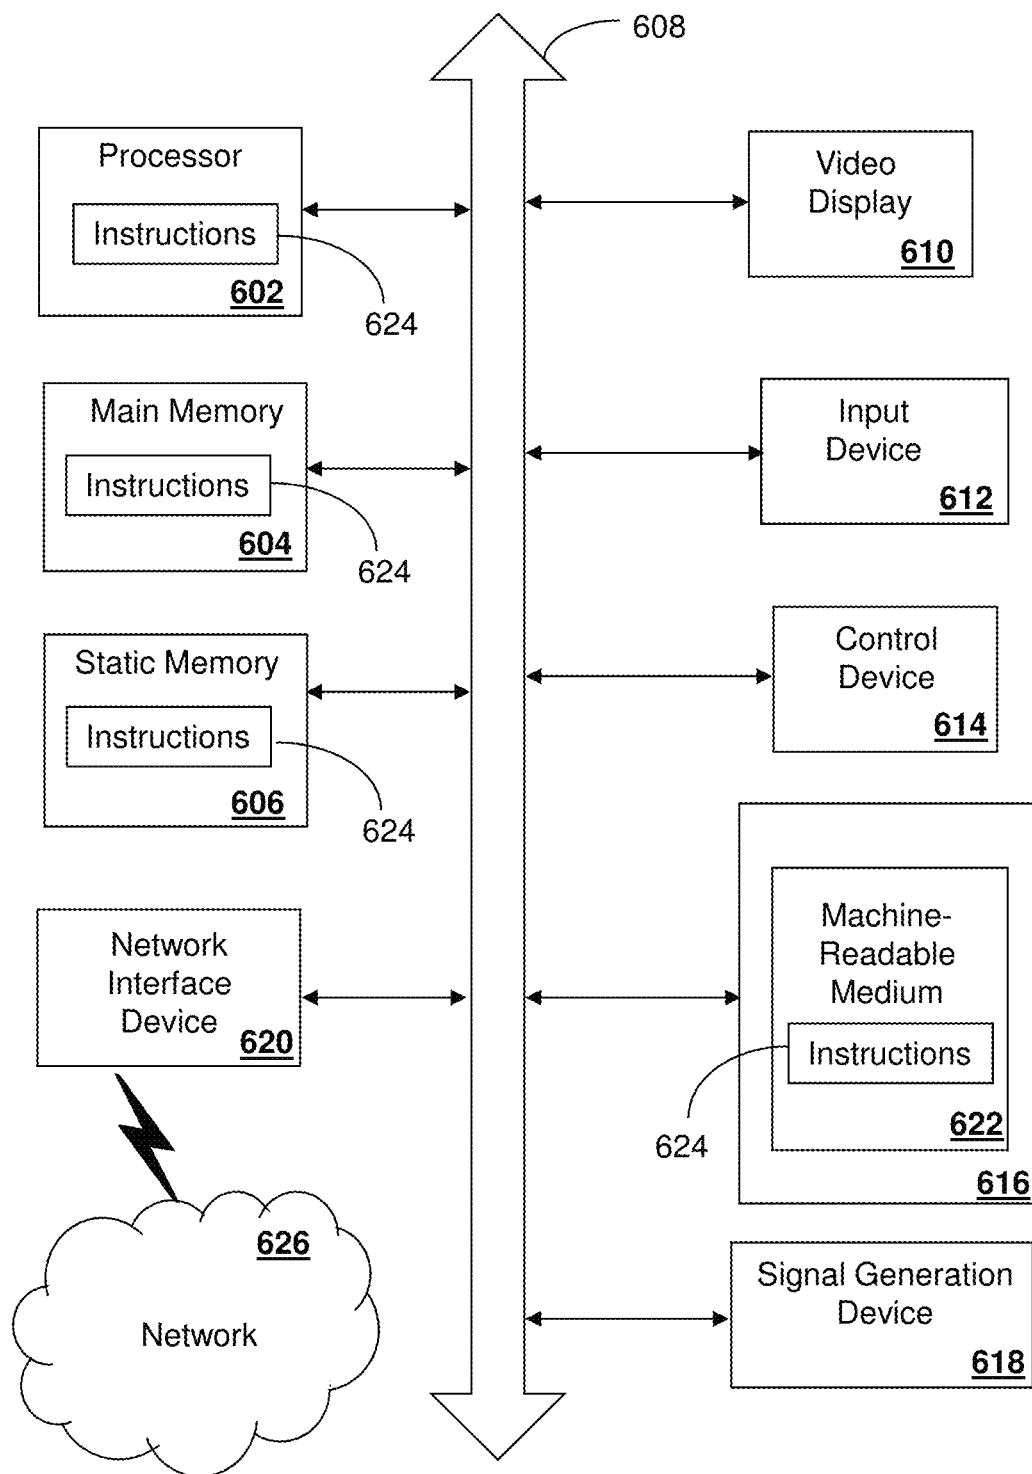 608
Processor
Instructions
602
624
Main Memory
Instructions
604
624
Static Memory
Instructions
606
624
Network
Interface
Device
620
626
Network
Video
Display
610
Input
Device
612
Control
Device
614
Machine-
Readable
Medium
Instructions
622
624
616
Signal Generation
Device
618